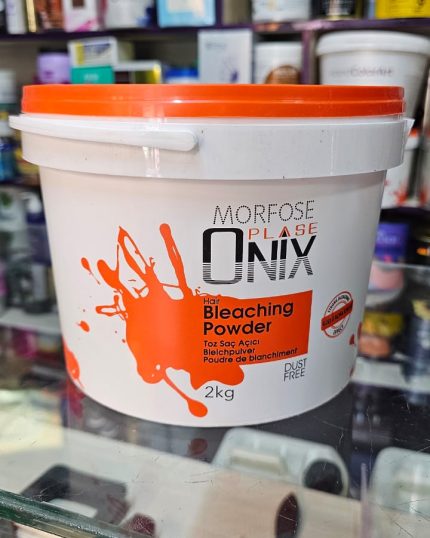 MORFOSE
PLASE
ONIX
Hair
Bleaching
Powder
Toz Saç Açıcı
Bleichpulver
Poudre de blanchiment
DUST
FREE
2kg